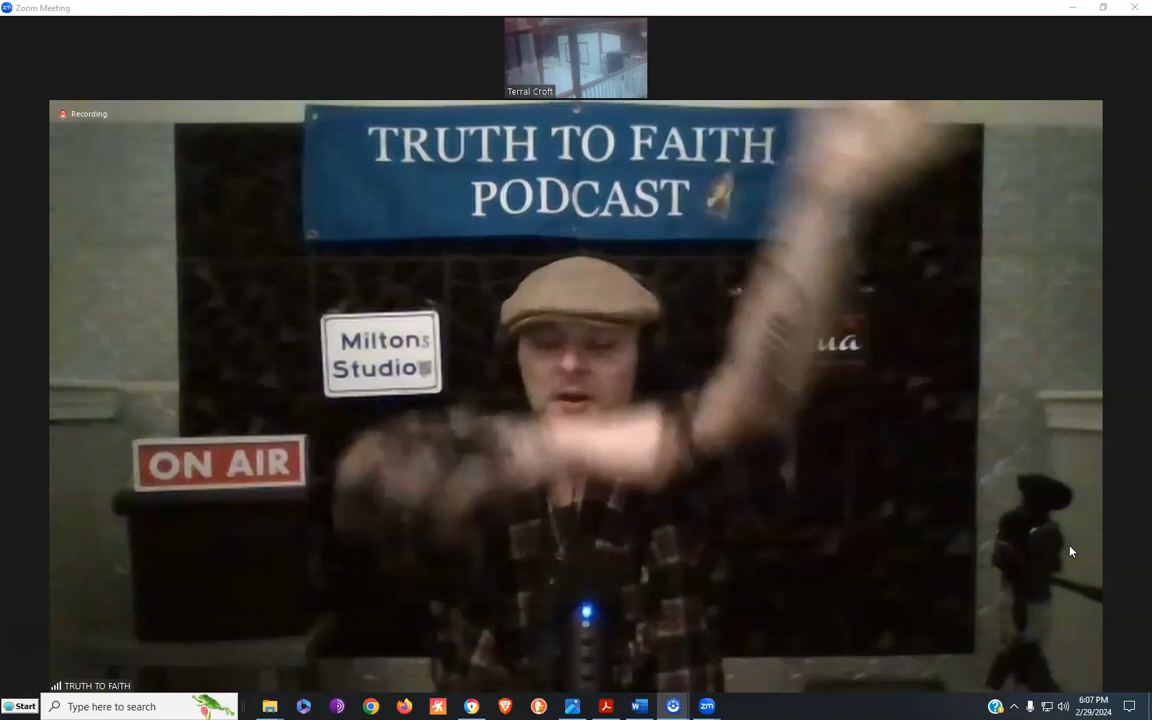 Zoom Meeting
Terral Croft
Recording
TRUTH TO FAITH
PODCAST
Miltons
Studio
ua
ON AIR
TRUTH TO FAITH
Start
Type here to search
6:07 PM
2/29/2024